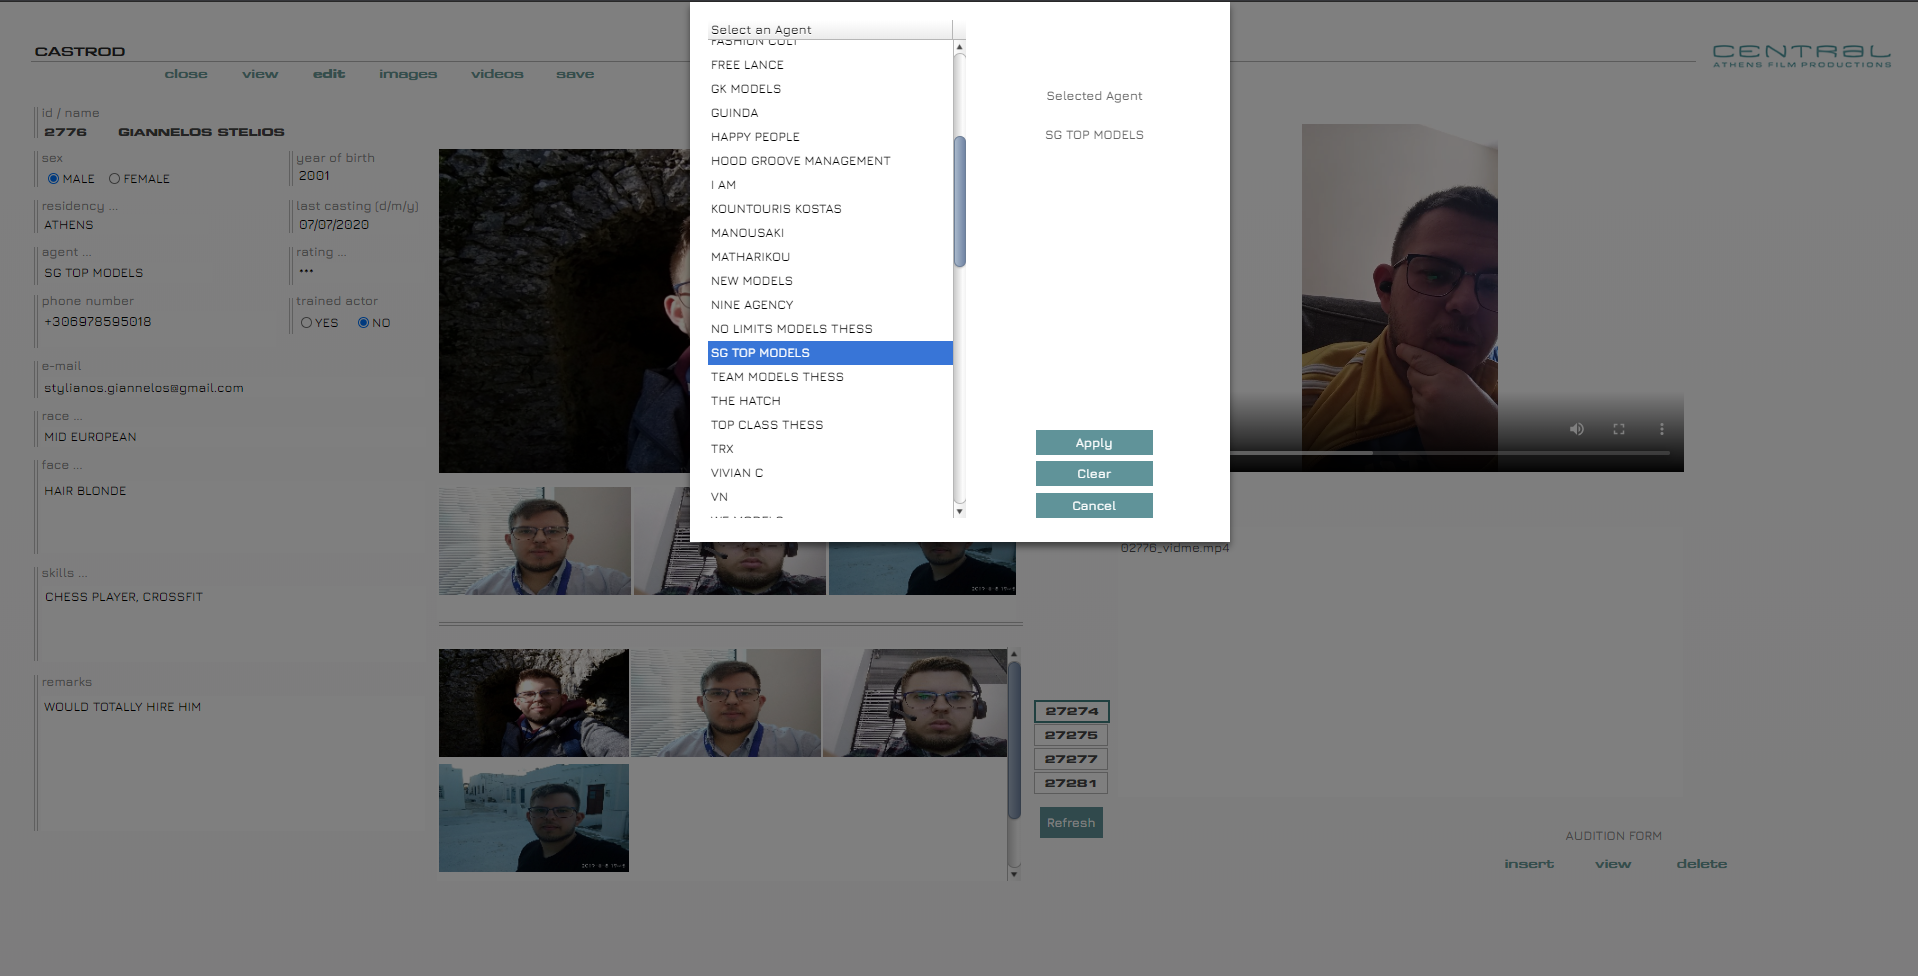 CASTROD
close view edit images videos save
CENTRAL
ATHENS FILM PRODUCTIONS
id / name
2776 GIANNELOS STELIOS
sex
MALE FEMALE
year of birth
2001
residency ...
ATHENS
last casting (d/m/y)
07/07/2020
agent ...
SG TOP MODELS
rating ...
•••
phone number
+306978595018
trained actor
YES NO
e-mail
stylianos.giannelos@gmail.com
race ...
MID EUROPEAN
face ...
HAIR BLONDE
skills ...
CHESS PLAYER, CROSSFIT
remarks
WOULD TOTALLY HIRE HIM
Select an Agent
FASHION CULT
FREE LANCE
GK MODELS
GUINDA
HAPPY PEOPLE
HOOD GROOVE MANAGEMENT
I AM
KOUNTOURIS KOSTAS
MANOUSAKI
MATHARIKOU
NEW MODELS
NINE AGENCY
NO LIMITS MODELS THESS
SG TOP MODELS
TEAM MODELS THESS
THE HATCH
TOP CLASS THESS
TRX
VIVIAN C
VN
Selected Agent
SG TOP MODELS
Apply
Clear
Cancel
02776_vidme.mp4
27274
27275
27277
27281
Refresh
AUDITION FORM
insert view delete